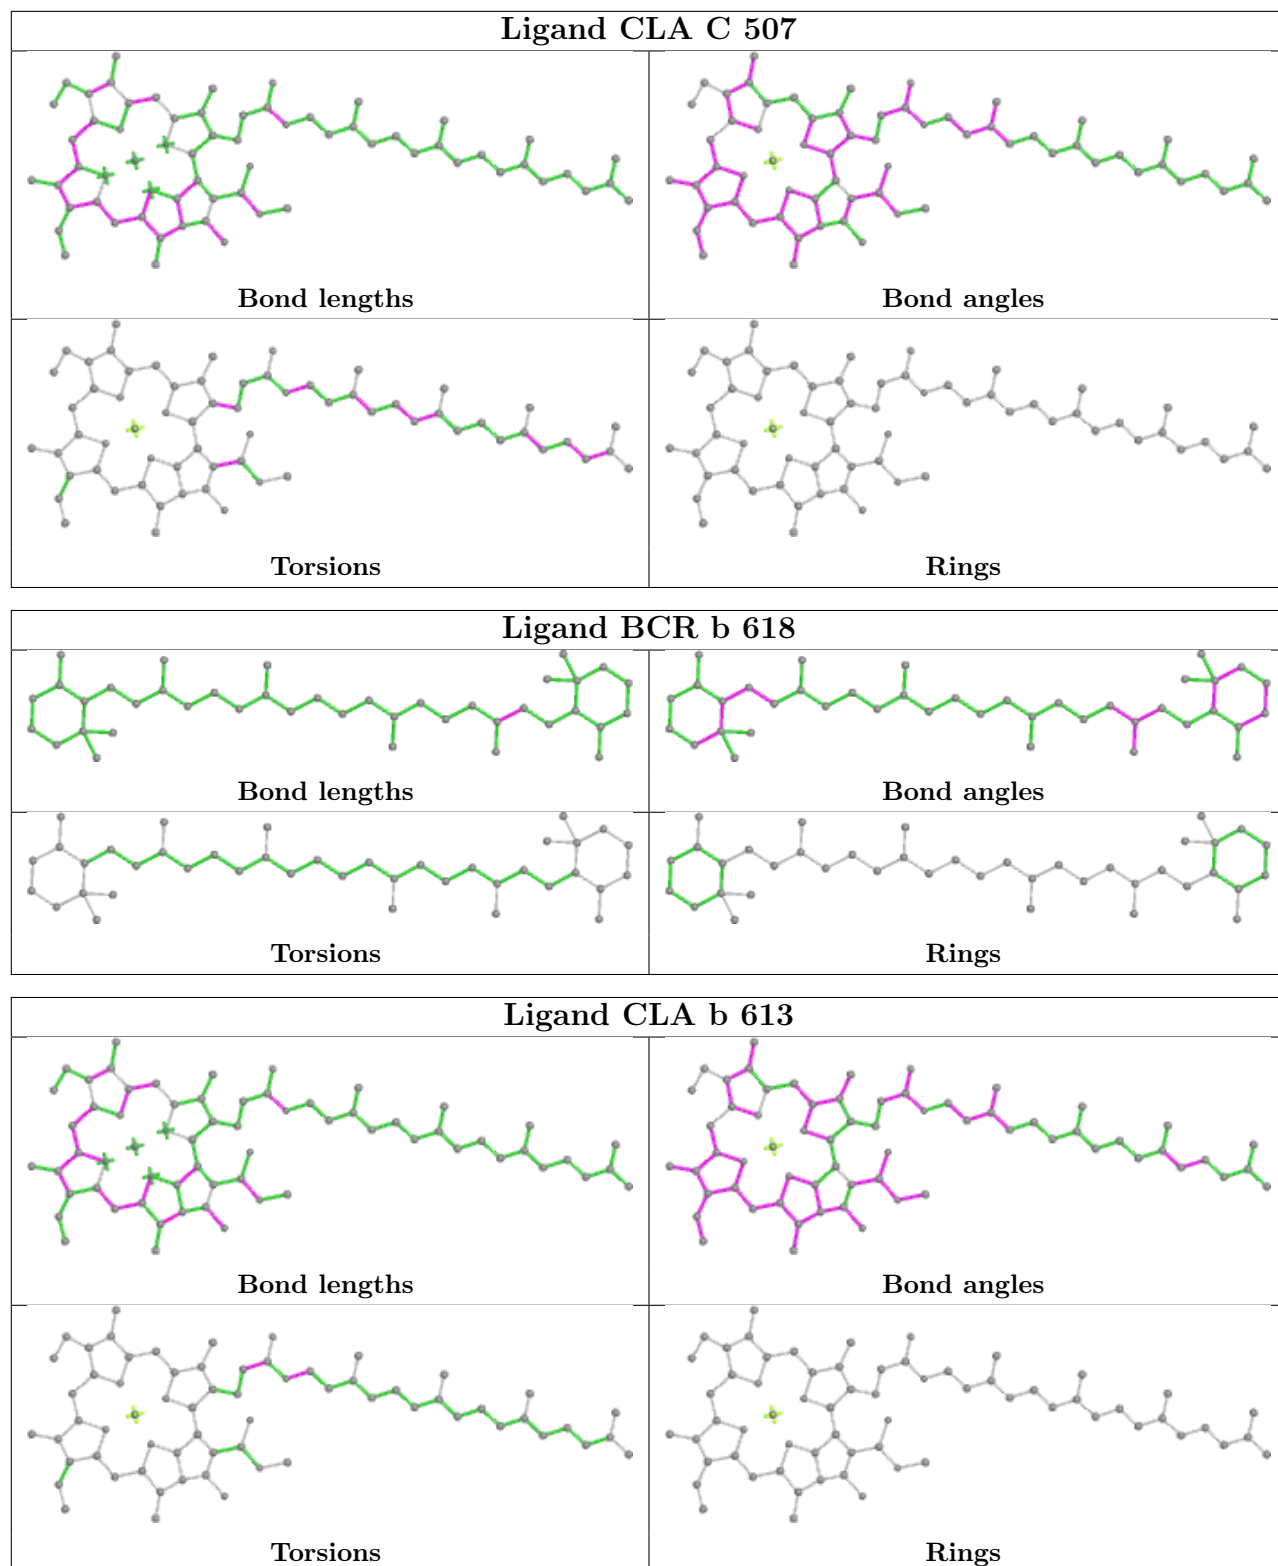 Ligand CLA C 507
Bond lengths
Bond angles
Torsions
Rings
Ligand BCR b 618
Bond lengths
Bond angles
Torsions
Rings
Ligand CLA b 613
Bond lengths
Bond angles
Torsions
Rings